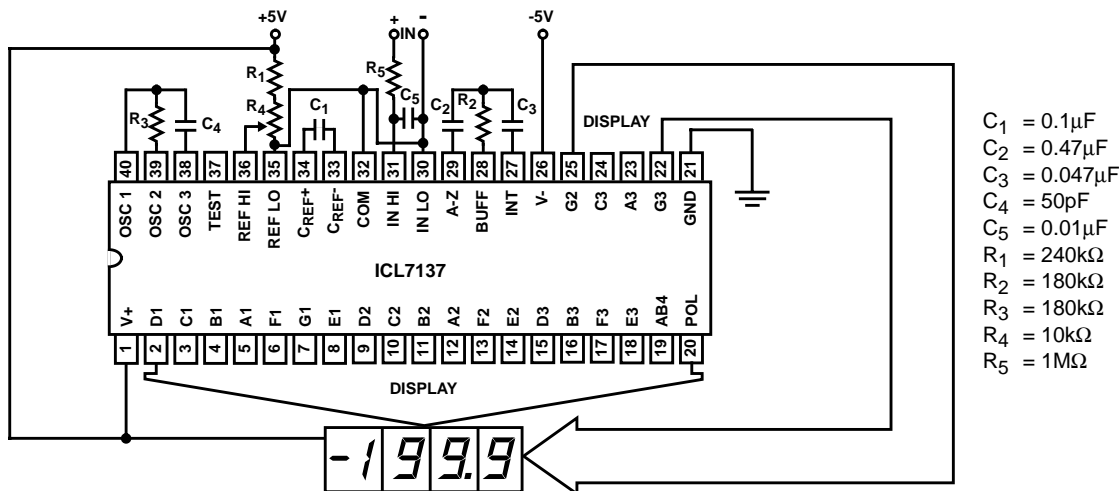 +5V
+
IN
-
-5V
R1
R5
R4
C1
C5
C2
R2
C3
R3
C4
DISPLAY
40 39 38 37 36 35 34 33 32 31 30 29 28 27 26 25 24 23 22 21
OSC 1
OSC 2
OSC 3
TEST
REF HI
REF LO
CREF+
CREF-
COM
IN HI
IN LO
A-Z
BUFF
INT
V-
G2
C3
A3
G3
GND
ICL7137
V+
D1
C1
B1
A1
F1
G1
E1
D2
C2
B2
A2
F2
E2
D3
B3
F3
E3
AB4
POL
1 2 3 4 5 6 7 8 9 10 11 12 13 14 15 16 17 18 19 20
DISPLAY
-199.9
C1 = 0.1μF
C2 = 0.47μF
C3 = 0.047μF
C4 = 50pF
C5 = 0.01μF
R1 = 240kΩ
R2 = 180kΩ
R3 = 180kΩ
R4 = 10kΩ
R5 = 1MΩ